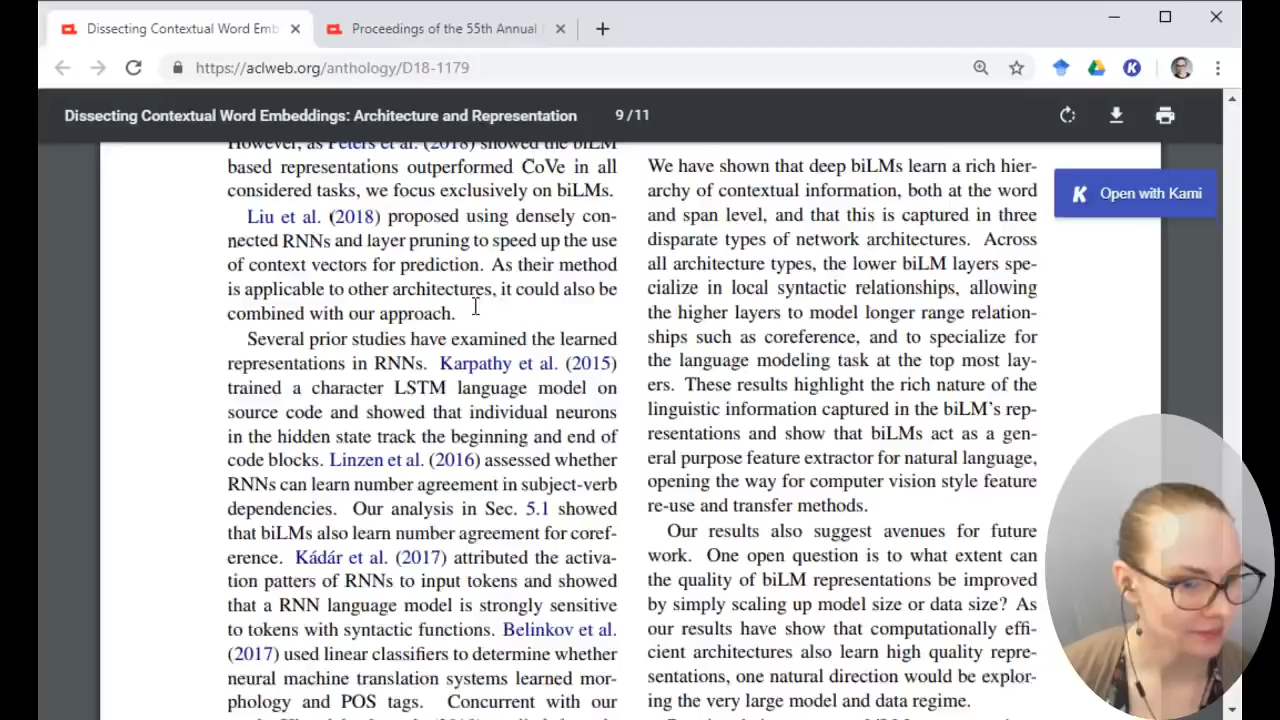 Dissecting Contextual Word Emb
Proceedings of the 55th Annual
https://aclweb.org/anthology/D18-1179
Dissecting Contextual Word Embeddings: Architecture and Representation 9 / 11
Open with Kami
However, as Peters et al. (2018) showed the biLM
based representations outperformed CoVe in all
considered tasks, we focus exclusively on biLMs.
Liu et al. (2018) proposed using densely con-
nected RNNs and layer pruning to speed up the use
of context vectors for prediction. As their method
is applicable to other architectures, it could also be
combined with our approach.
Several prior studies have examined the learned
representations in RNNs. Karpathy et al. (2015)
trained a character LSTM language model on
source code and showed that individual neurons
in the hidden state track the beginning and end of
code blocks. Linzen et al. (2016) assessed whether
RNNs can learn number agreement in subject-verb
dependencies. Our analysis in Sec. 5.1 showed
that biLMs also learn number agreement for coref-
erence. Kádár et al. (2017) attributed the activa-
tion patters of RNNs to input tokens and showed
that a RNN language model is strongly sensitive
to tokens with syntactic functions. Belinkov et al.
(2017) used linear classifiers to determine whether
neural machine translation systems learned mor-
phology and POS tags. Concurrent with our
We have shown that deep biLMs learn a rich hier-
archy of contextual information, both at the word
and span level, and that this is captured in three
disparate types of network architectures. Across
all architecture types, the lower biLM layers spe-
cialize in local syntactic relationships, allowing
the higher layers to model longer range relation-
ships such as coreference, and to specialize for
the language modeling task at the top most lay-
ers. These results highlight the rich nature of the
linguistic information captured in the biLM's rep-
resentations and show that biLMs act as a gen-
eral purpose feature extractor for natural language,
opening the way for computer vision style feature
re-use and transfer methods.
Our results also suggest avenues for future
work. One open question is to what extent can
the quality of biLM representations be improved
by simply scaling up model size or data size? As
our results have show that computationally effi-
cient architectures also learn high quality repre-
sentations, one natural direction would be explor-
ing the very large model and data regime.